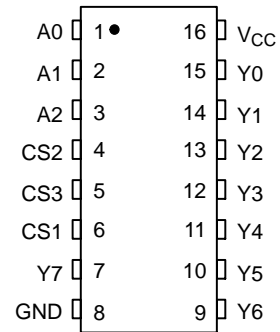 A0 1 16 VCC
A1 2 15 Y0
A2 3 14 Y1
CS2 4 13 Y2
CS3 5 12 Y3
CS1 6 11 Y4
Y7 7 10 Y5
GND 8 9 Y6